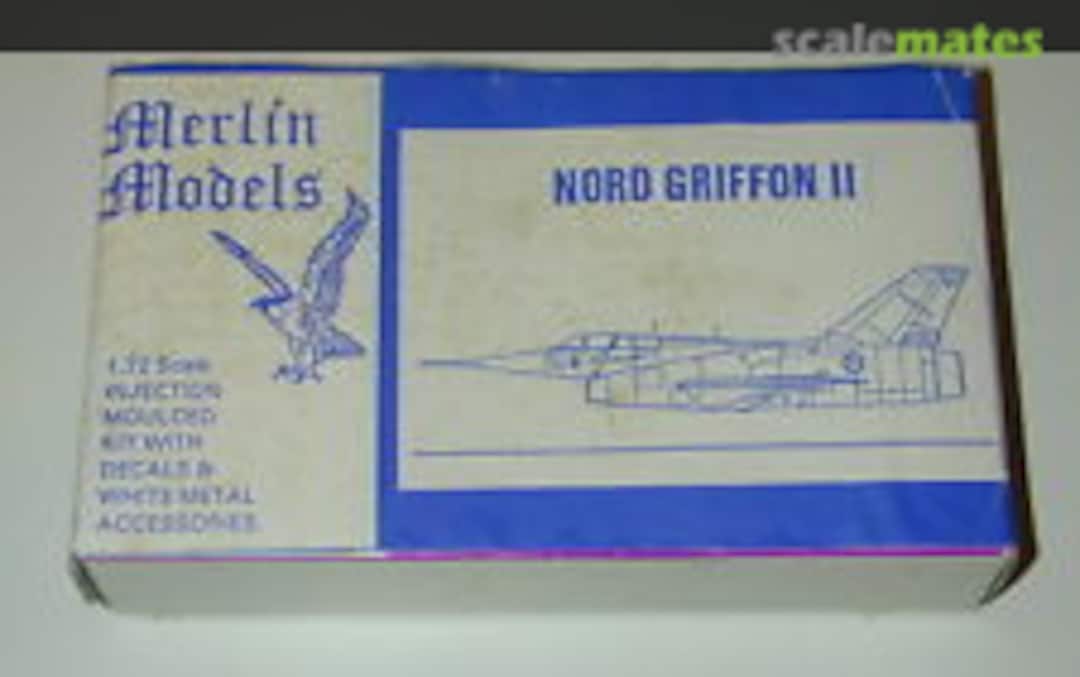 scalemates
Merlin
Models
NORD GRIFFON II
1.72 Scale
INJECTION
MOULDED
KIT WITH
DECALS &
WHITE METAL
ACCESSORIES